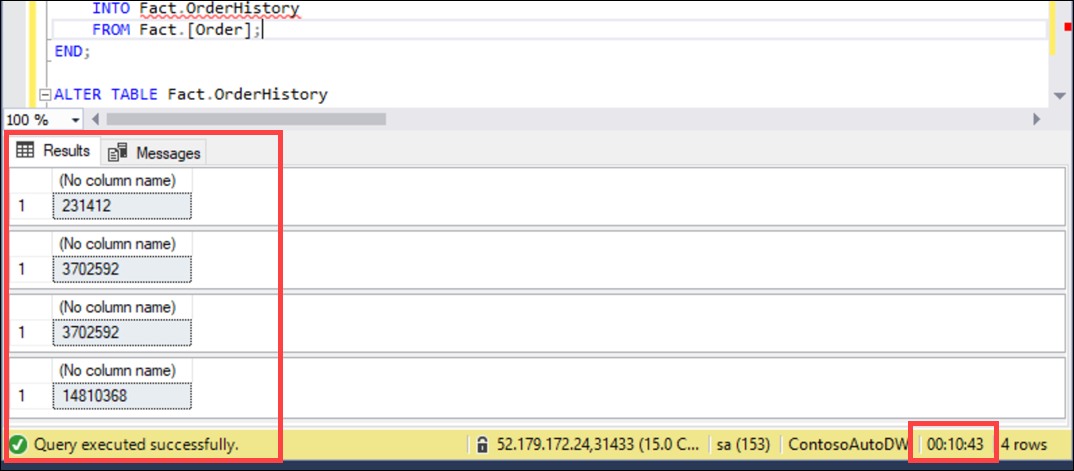 INTO Fact.OrderHistory
FROM Fact.[Order];
END;
ALTER TABLE Fact.OrderHistory
100 %
Results Messages
(No column name)
1 231412
(No column name)
1 3702592
(No column name)
1 3702592
(No column name)
1 14810368
Query executed successfully. 52.179.172.24,31433 (15.0 C... sa (153) ContosoAutoDW 00:10:43 4 rows